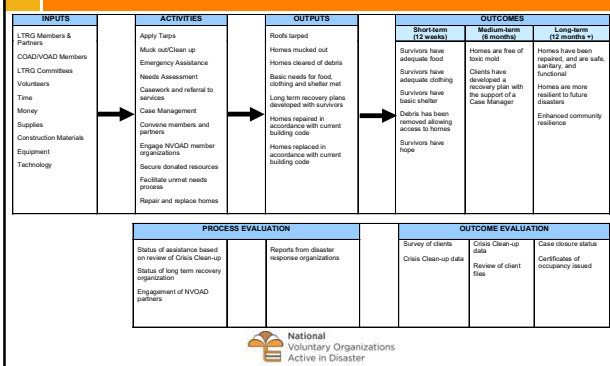 INPUTS
LTRG Members &
Partners
COAD/VOAD Members
LTRG Committees
Volunteers
Time
Money
Supplies
Construction Materials
Equipment
Technology
ACTIVITIES
Apply Tarps
Muck out/Clean up
Emergency Assistance
Needs Assessment
Casework and referral to
services
Case Management
Convene members and
partners
Engage NVOAD member
organizations
Secure donated resources
Facilitate unmet needs
process
Repair and replace homes
OUTPUTS
Roofs tarped
Homes mucked out
Homes cleared of debris
Basic needs for food,
clothing and shelter met
Long term recovery plans
developed with survivors
Homes repaired in
accordance with current
building code
Homes replaced in
accordance with current
building code
OUTCOMES
Short-term
(12 weeks)
Survivors have
adequate food
Survivors have
adequate clothing
Survivors have
basic shelter
Debris has been
removed allowing
access to homes
Survivors have
hope
Medium-term
(6 months)
Homes are free of
toxic mold
Clients have
developed a
recovery plan with
the support of a
Case Manager
Long-term
(12 months +)
Homes have been
repaired, and are safe,
sanitary, and
functional
Homes are more
resilient to future
disasters
Enhanced community
resilience
PROCESS EVALUATION
Status of assistance based
on review of Crisis Clean-up
Status of long term recovery
organization
Engagement of NVOAD
partners
Reports from disaster
response organizations
OUTCOME EVALUATION
Survey of clients
Crisis Clean-up data
Crisis Clean-up
data
Review of client
files
Case closure status
Certificates of
occupancy issued
National
Voluntary Organizations
Active in Disaster